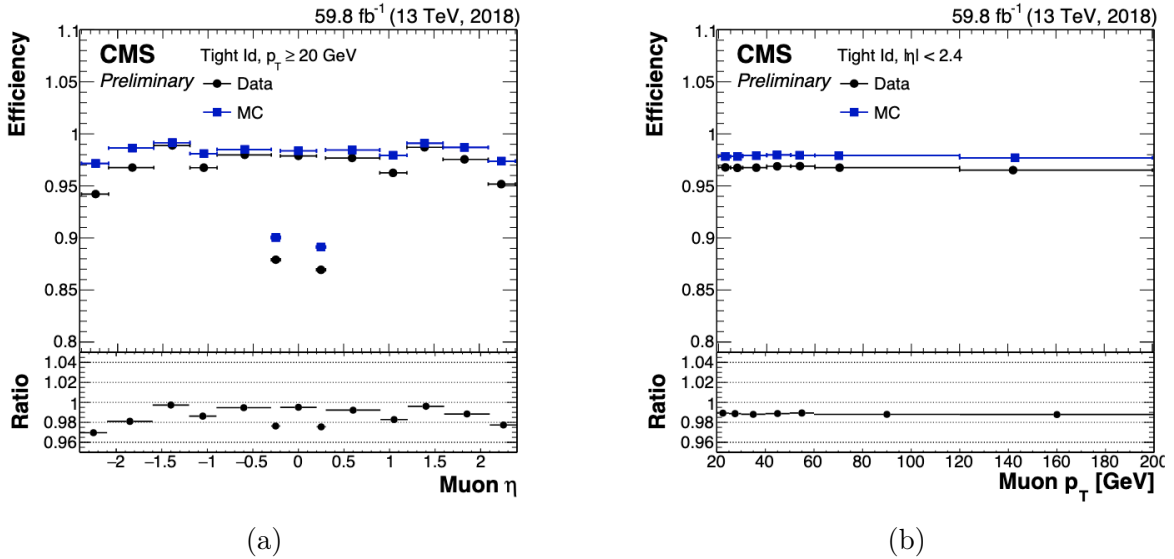 59.8 fb⁻¹ (13 TeV, 2018)
Efficiency
1.1
1.05
1
0.95
0.9
0.85
0.8
CMS
Preliminary
Tight Id, p_T ≥ 20 GeV
Data
MC
Ratio
1.04
1.02
1
0.98
0.96
−2 −1.5 −1 −0.5 0 0.5 1 1.5 2
Muon η
(a)
59.8 fb⁻¹ (13 TeV, 2018)
Efficiency
1.1
1.05
1
0.95
0.9
0.85
0.8
CMS
Preliminary
Tight Id, |η| < 2.4
Data
MC
Ratio
1.04
1.02
1
0.98
0.96
20 40 60 80 100 120 140 160 180 200
Muon p_T [GeV]
(b)